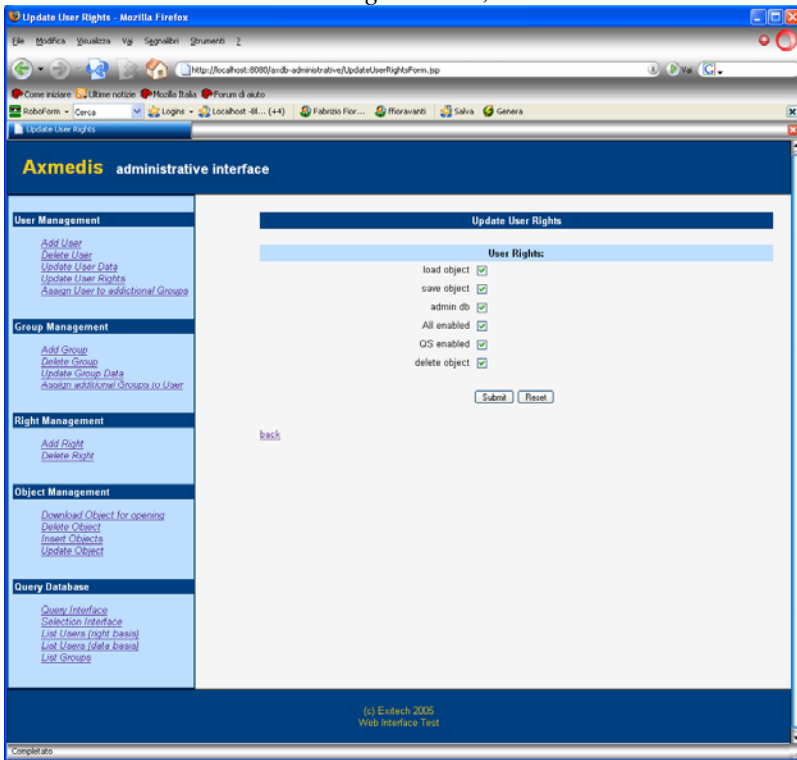 Update User Rights - Mozilla Firefox
File Modifica Visualizza Vai Segnalibri Strumenti ?
http://localhost:8080/axdb-administrative/UpdateUserRightsForm.jsp Vai
Come iniziare Ultime notizie Mozilla Italia Forum di aiuto
RoboForm Cerca Logins Localhost -8l... (+4) Fabrizio Fior... ffioravanti Salva Genera
Update User Rights
Axmedis administrative interface
User Management
Add User
Delete User
Update User Data
Update User Rights
Assign User to addictional Groups
Group Management
Add Group
Delete Group
Update Group Data
Assign additional Groups to User
Right Management
Add Right
Delete Right
Object Management
Download Object for opening
Delete Object
Insert Objects
Update Object
Query Database
Query Interface
Selection Interface
List Users (right basis)
List Users (data basis)
List Groups
Update User Rights
User Rights:
load object
save object
admin db
All enabled
QS enabled
delete object
Submit Reset
back
(c) Exitech 2005
Web Interface Test
Completato